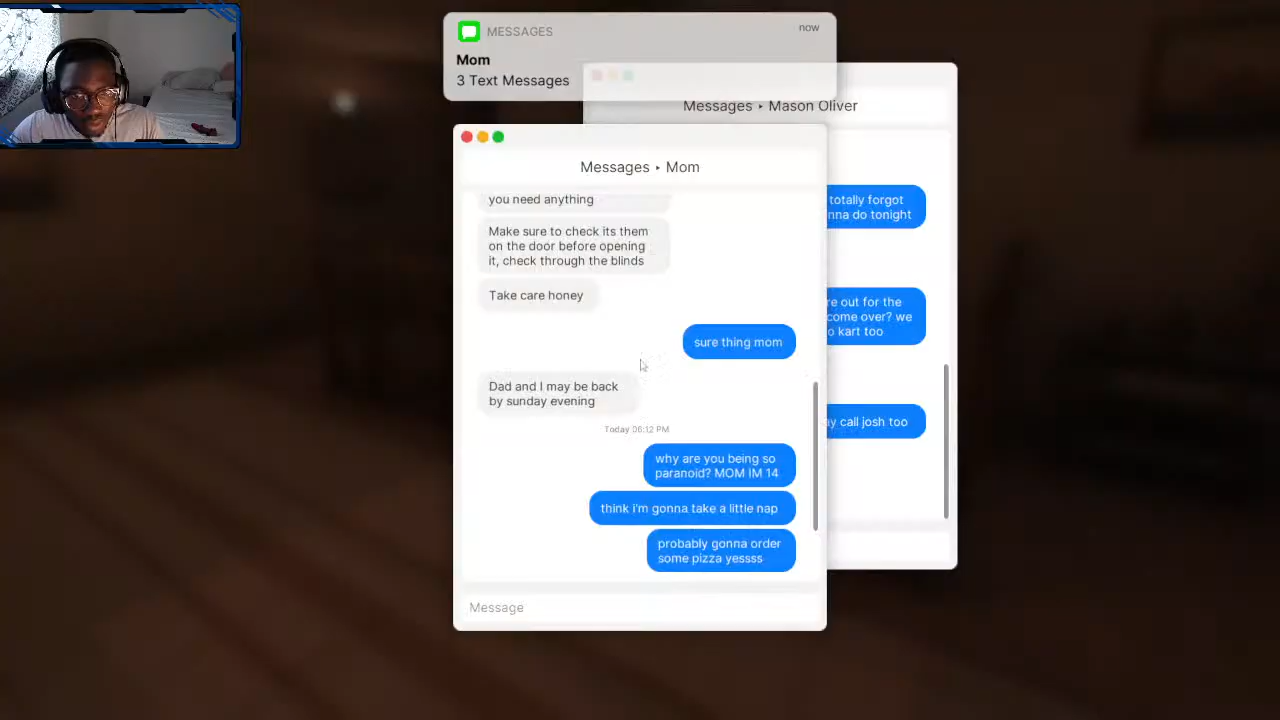 MESSAGES
now
Mom
3 Text Messages
Messages ‣ Mason Oliver
Messages ‣ Mom
you need anything
Make sure to check its them
on the door before opening
it, check through the blinds
Take care honey
sure thing mom
Dad and I may be back
by sunday evening
Today 06:12 PM
why are you being so
paranoid? MOM IM 14
think i'm gonna take a little nap
probably gonna order
some pizza yessss
Message
totally forgot
nna do tonight
re out for the
come over? we
o kart too
ay call josh too